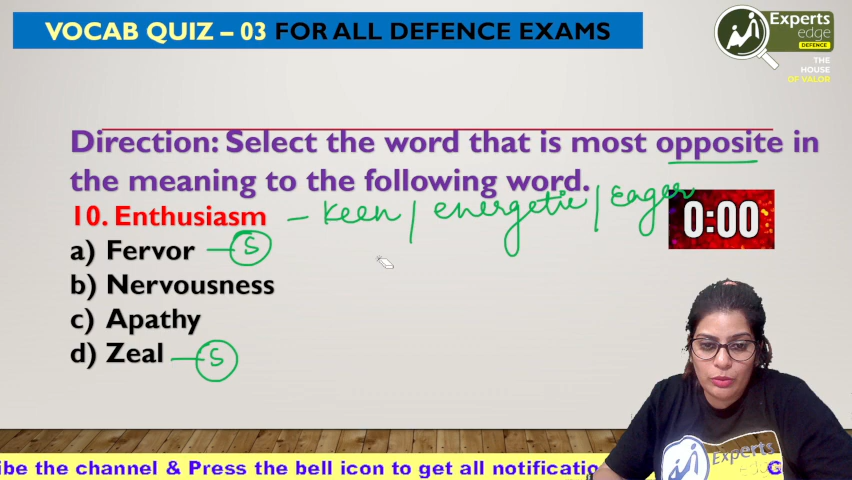 VOCAB QUIZ – 03 FOR ALL DEFENCE EXAMS
Experts
edge
DEFENCE
THE
HOUSE
OF VALOR
Direction: Select the word that is most opposite in
the meaning to the following word.
10. Enthusiasm – Keen / energetic / Eager
0:00
a) Fervor – S
b) Nervousness
c) Apathy
d) Zeal – S
Experts
edge
ibe the channel & Press the bell icon to get all notificatio